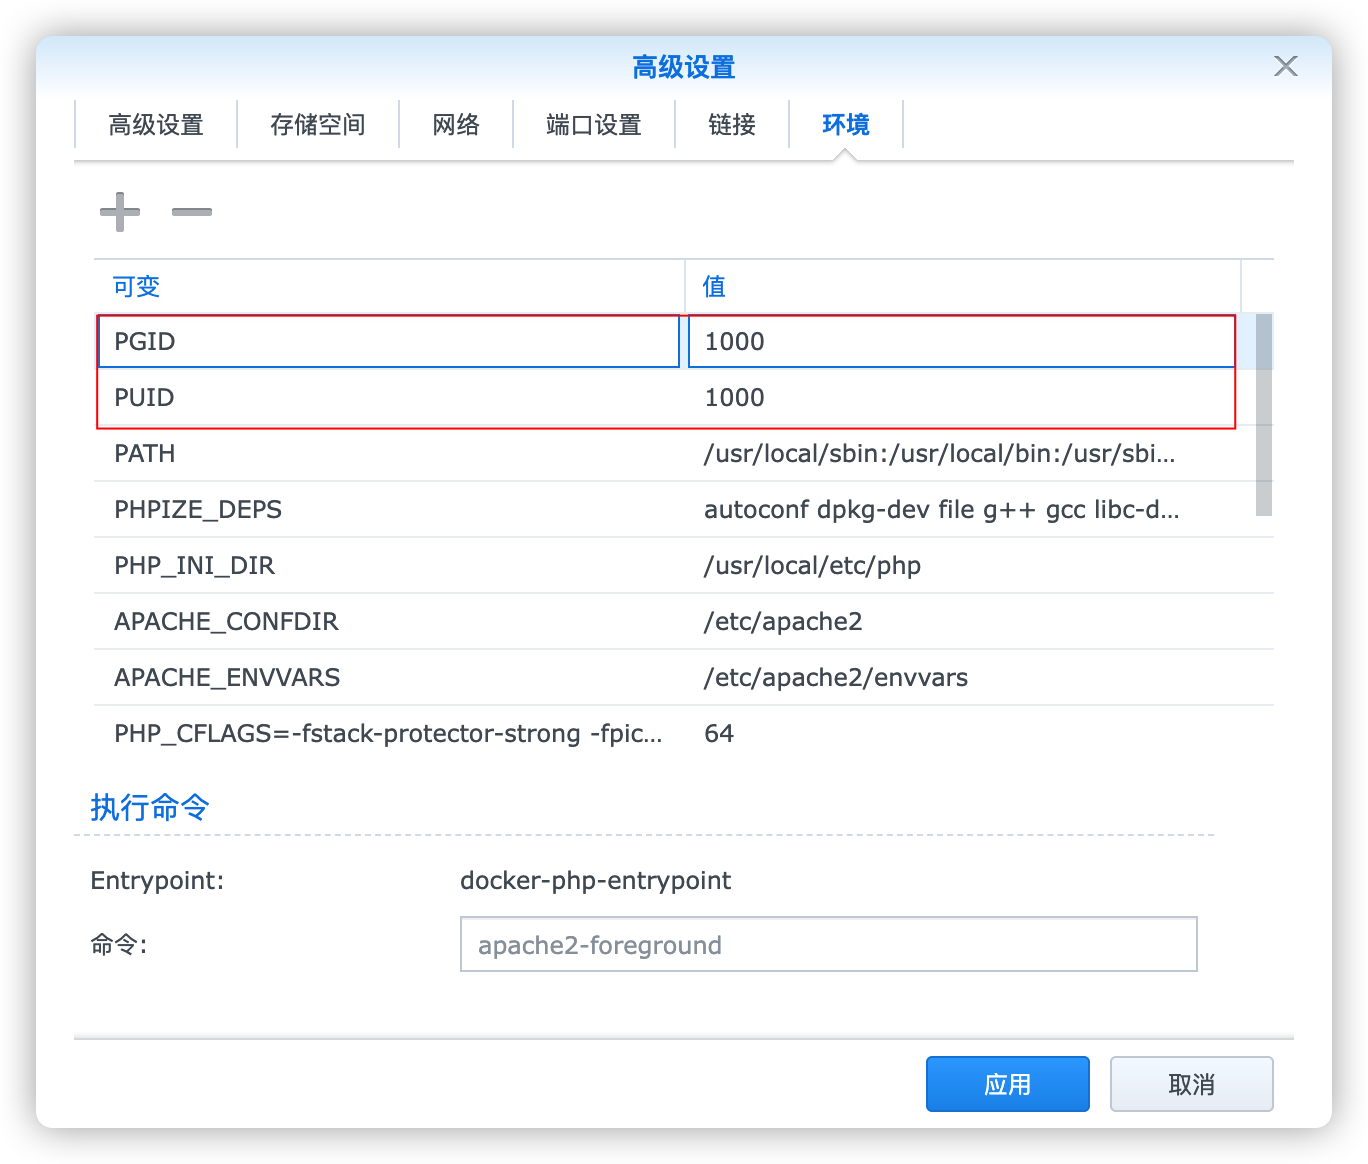 高级设置
高级设置 存储空间 网络 端口设置 链接 环境
可变 值
PGID 1000
PUID 1000
PATH /usr/local/sbin:/usr/local/bin:/usr/sbi...
PHPIZE_DEPS autoconf dpkg-dev file g++ gcc libc-d...
PHP_INI_DIR /usr/local/etc/php
APACHE_CONFDIR /etc/apache2
APACHE_ENVVARS /etc/apache2/envvars
PHP_CFLAGS=-fstack-protector-strong -fpic... 64
执行命令
Entrypoint: docker-php-entrypoint
命令: apache2-foreground
应用 取消